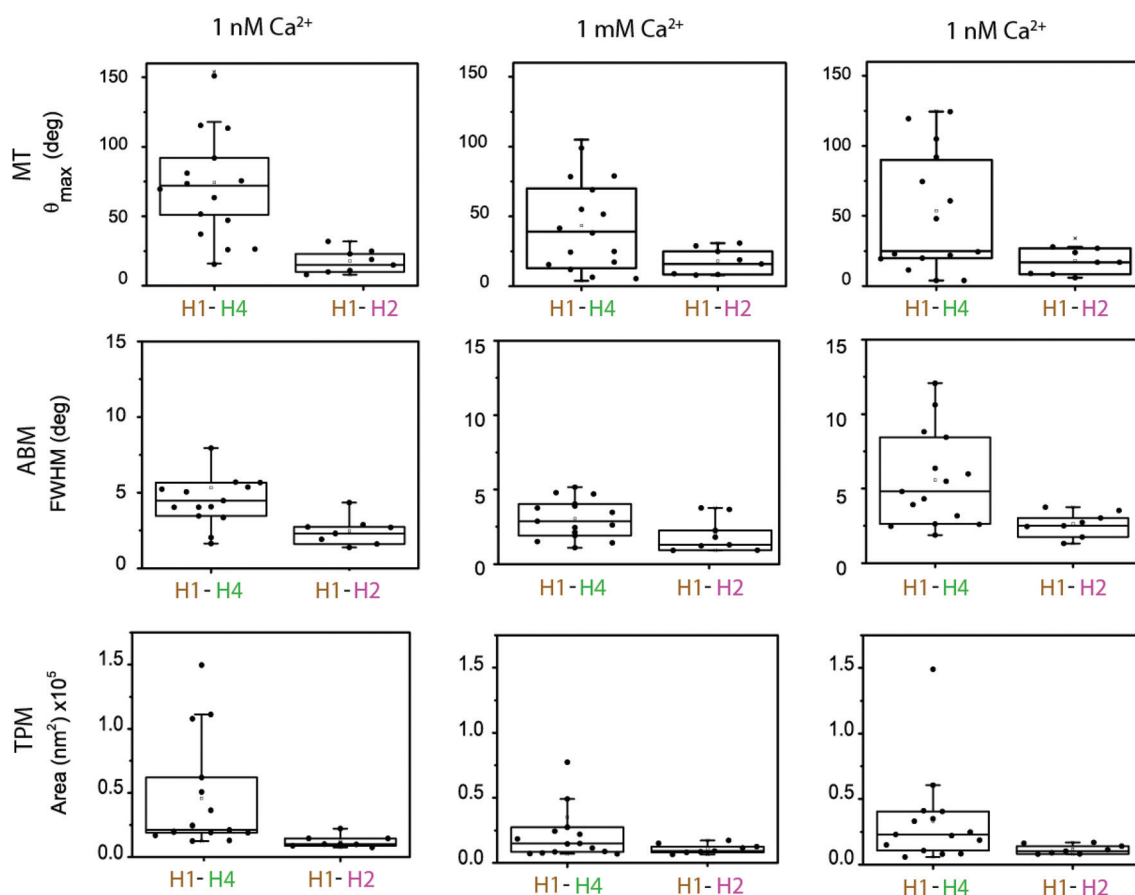 1 nM Ca²⁺
1 mM Ca²⁺
1 nM Ca²⁺
MT
θmax (deg)
150
100
50
0
H1-H4
H1-H2
150
100
50
0
H1-H4
H1-H2
150
100
50
0
H1-H4
H1-H2
ABM
FWHM (deg)
15
10
5
0
H1-H4
H1-H2
15
10
5
0
H1-H4
H1-H2
15
10
5
0
H1-H4
H1-H2
TPM
Area (nm²) x10⁵
1.5
1.0
0.5
0.0
H1-H4
H1-H2
1.5
1.0
0.5
0.0
H1-H4
H1-H2
1.5
1.0
0.5
0.0
H1-H4
H1-H2